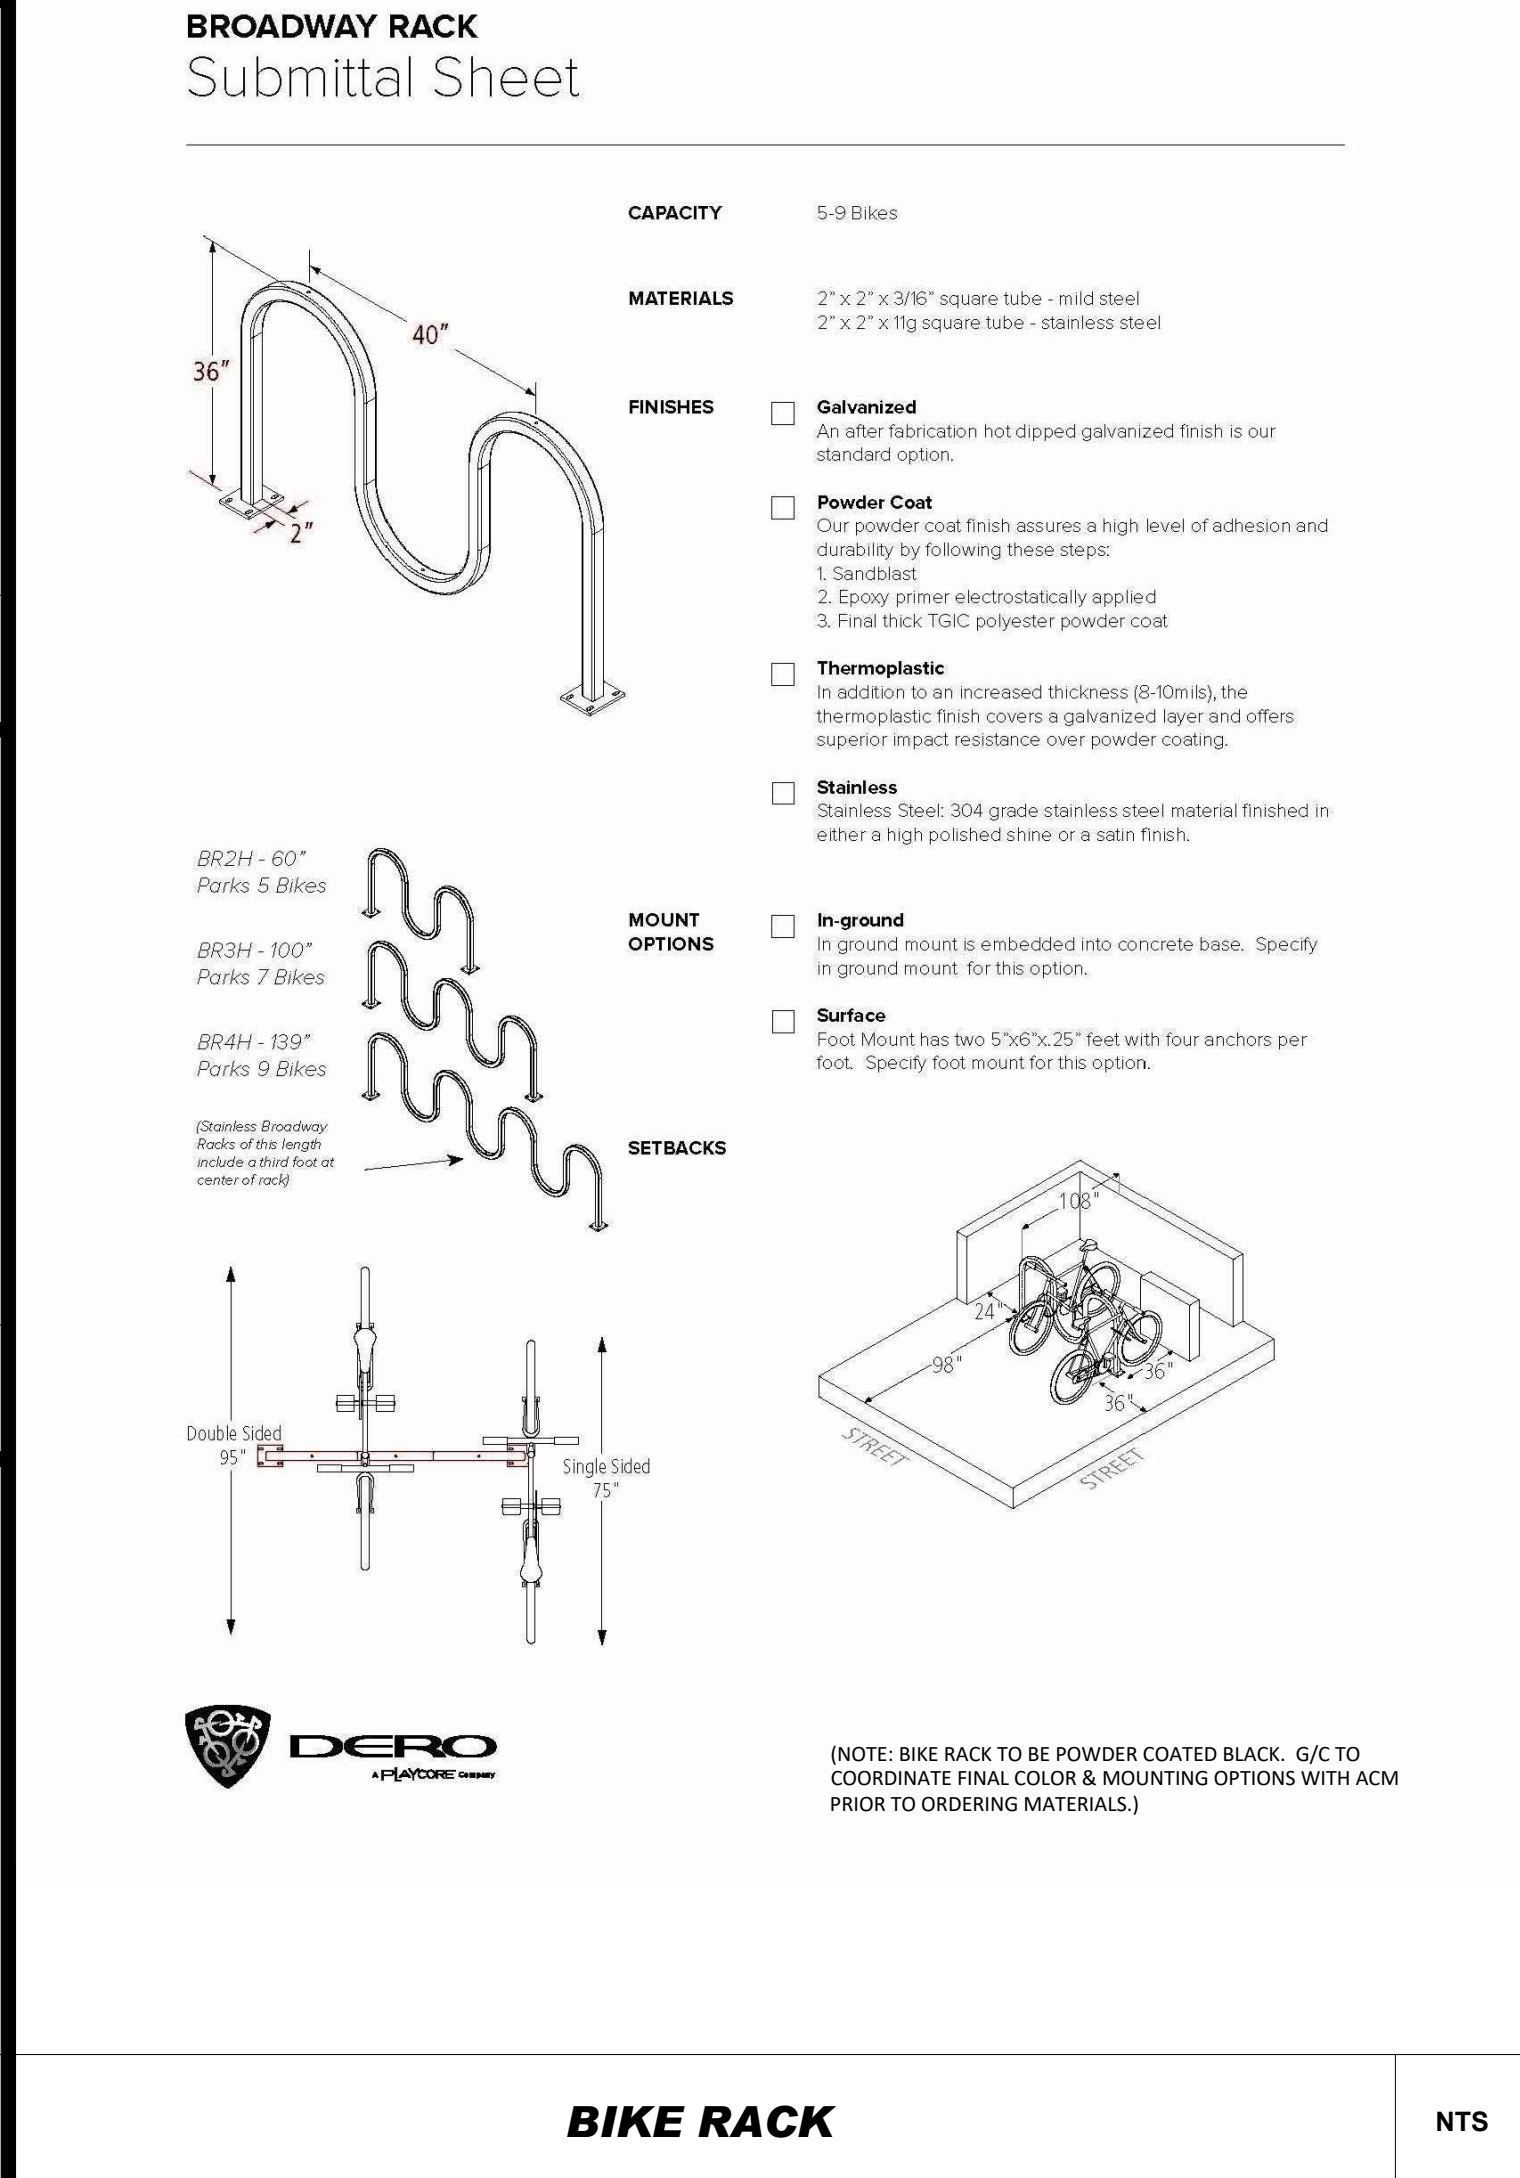 BROADWAY RACK
Submittal Sheet
CAPACITY
5-9 Bikes
MATERIALS
2" x 2" x 3/16" square tube - mild steel
2" x 2" x 11g square tube - stainless steel
40"
36"
2"
FINISHES
Galvanized
An after fabrication hot dipped galvanized finish is our
standard option.
Powder Coat
Our powder coat finish assures a high level of adhesion and
durability by following these steps:
1. Sandblast
2. Epoxy primer electrostatically applied
3. Final thick TGIC polyester powder coat
Thermoplastic
In addition to an increased thickness (8-10mils), the
thermoplastic finish covers a galvanized layer and offers
superior impact resistance over powder coating.
Stainless
Stainless Steel: 304 grade stainless steel material finished in
either a high polished shine or a satin finish.
BR2H - 60"
Parks 5 Bikes
BR3H - 100"
Parks 7 Bikes
BR4H - 139"
Parks 9 Bikes
(Stainless Broadway
Racks of this length
include a third foot at
center of rack)
MOUNT
OPTIONS
In-ground
In ground mount is embedded into concrete base. Specify
in ground mount for this option.
Surface
Foot Mount has two 5"x6"x.25" feet with four anchors per
foot. Specify foot mount for this option.
SETBACKS
108"
24"
98"
36"
36"
STREET
STREET
Double Sided
95"
Single Sided
75"
DERO
A PLAYCORE Company
(NOTE: BIKE RACK TO BE POWDER COATED BLACK. G/C TO
COORDINATE FINAL COLOR & MOUNTING OPTIONS WITH ACM
PRIOR TO ORDERING MATERIALS.)
BIKE RACK
NTS